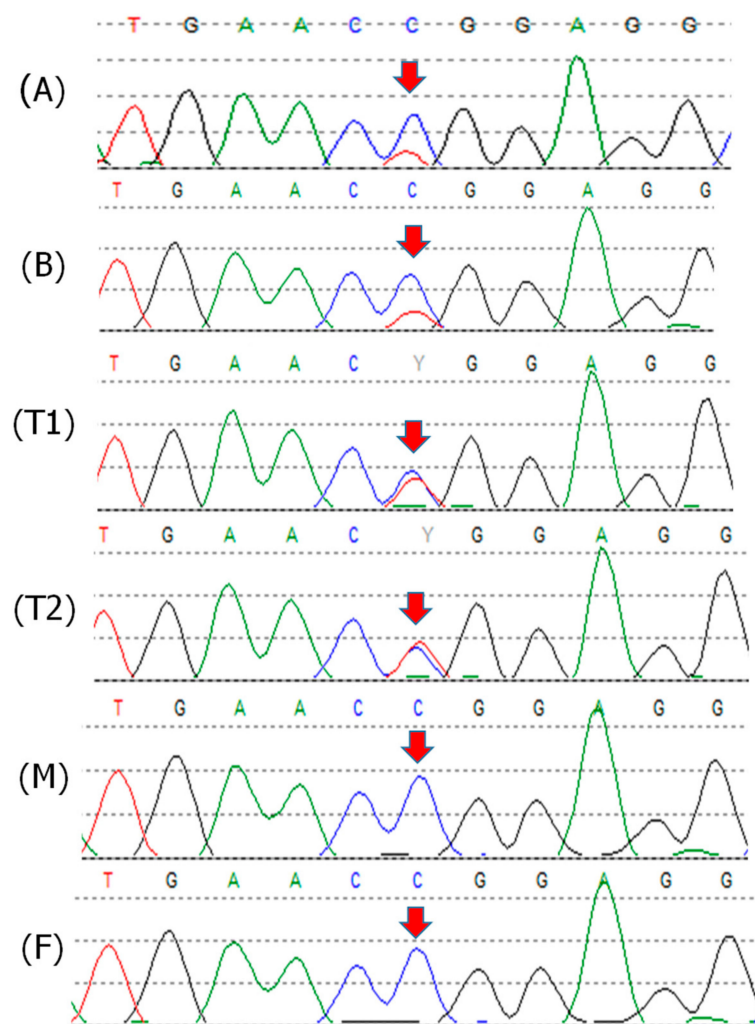 T G A A C C G G A G G
(A)
T G A A C C G G A G G
(B)
T G A A C Y G G A G G
(T1)
T G A A C Y G G A G G
(T2)
T G A A C C G G A G G
(M)
T G A A C C G G A G G
(F)